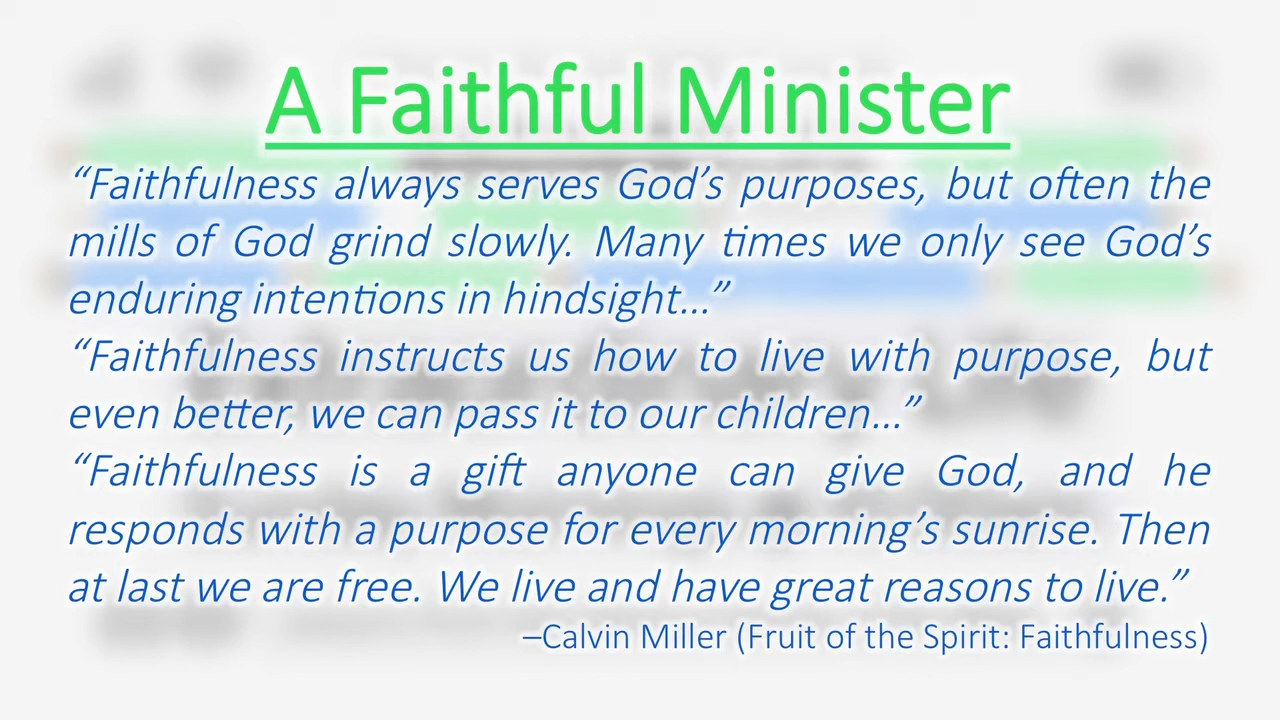 A Faithful Minister
“Faithfulness always serves God’s purposes, but often the
mills of God grind slowly. Many times we only see God’s
enduring intentions in hindsight…”
“Faithfulness instructs us how to live with purpose, but
even better, we can pass it to our children…”
“Faithfulness is a gift anyone can give God, and he
responds with a purpose for every morning’s sunrise. Then
at last we are free. We live and have great reasons to live.”
–Calvin Miller (Fruit of the Spirit: Faithfulness)